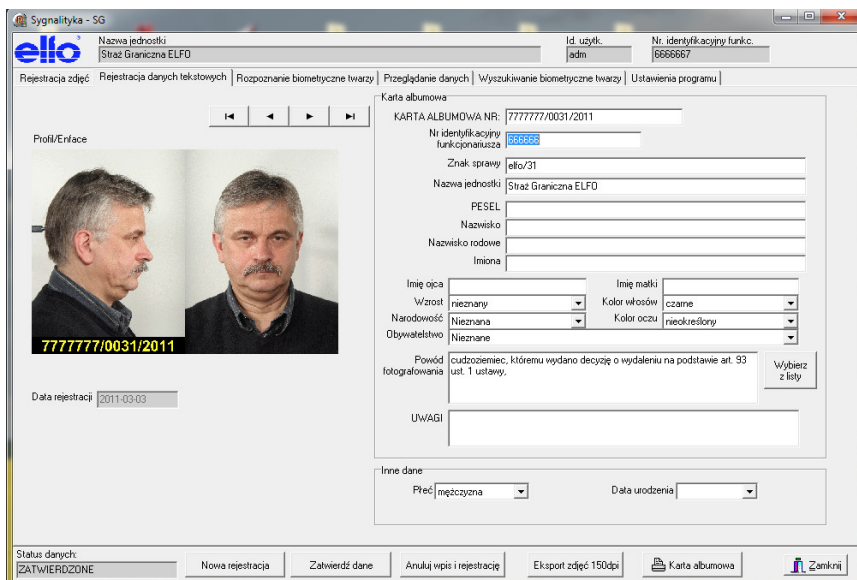 Sygnalityka - SG
elfo
Nazwa jednostki
Straż Graniczna ELFO
Id. użytk.
adm
Nr. identyfikacyjny funkc.
6666667
Rejestracja zdjęć
Rejestracja danych tekstowych
Rozpoznanie biometryczne twarzy
Przeglądanie danych
Wyszukiwanie biometryczne twarzy
Ustawienia programu
Profil/Enface
7777777/0031/2011
Data rejestracji
2011-03-03
Karta albumowa
KARTA ALBUMOWA NR:
7777777/0031/2011
Nr identyfikacyjny
funkcjonariusza
666666
Znak sprawy
elfo/31
Nazwa jednostki
Straż Graniczna ELFO
PESEL
Nazwisko
Nazwisko rodowe
Imiona
Imię ojca
Imię matki
Wzrost
nieznany
Kolor włosów
czarne
Narodowość
Nieznana
Kolor oczu
nieokreślony
Obywatelstwo
Nieznane
Powód
fotografowania
cudzoziemiec, któremu wydano decyzję o wydaleniu na podstawie art. 93
ust. 1 ustawy,
Wybierz
z listy
UWAGI
Inne dane
Płeć
mężczyzna
Data urodzenia
Status danych:
ZATWIERDZONE
Nowa rejestracja
Zatwierdź dane
Anuluj wpis i rejestrację
Eksport zdjęć 150dpi
Karta albumowa
Zamknij